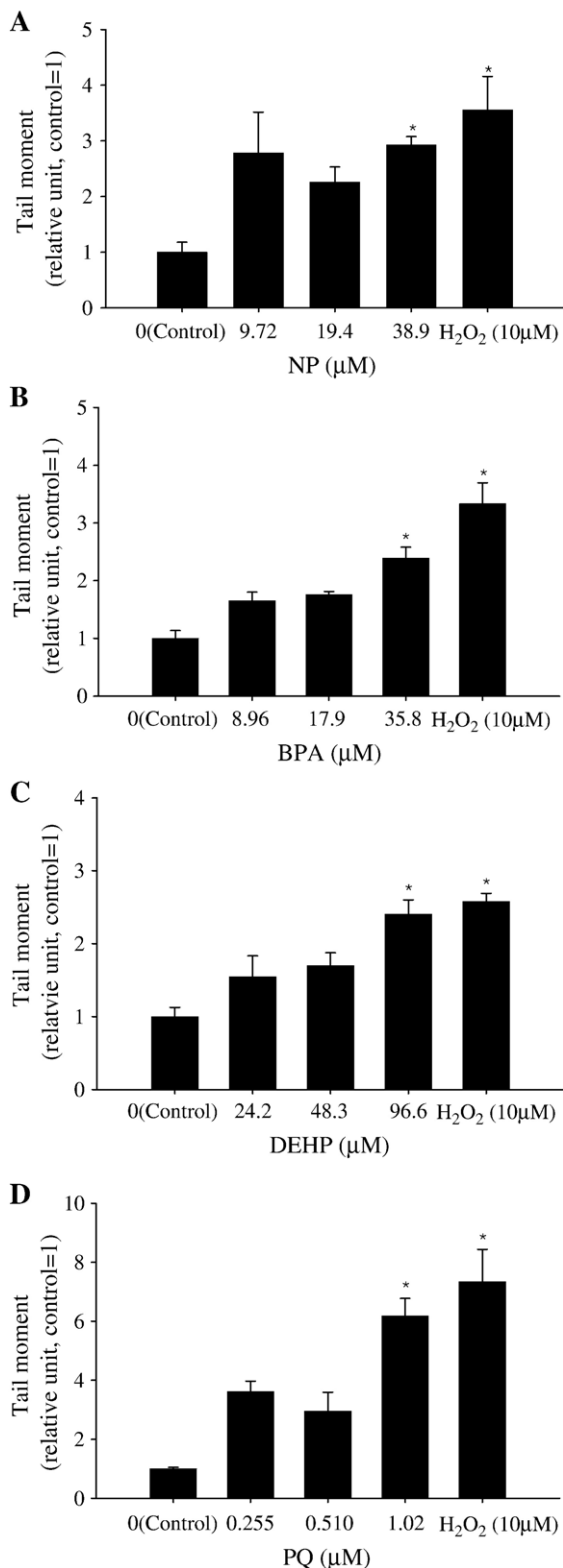 A
Tail moment
(relative unit, control=1)
5
4
3
2
1
0
*
*
0(Control) 9.72 19.4 38.9 H₂O₂ (10μM)
NP (μM)
B
Tail moment
(relative unit, control=1)
5
4
3
2
1
0
*
*
0(Control) 8.96 17.9 35.8 H₂O₂ (10μM)
BPA (μM)
C
Tail moment
(relatvie unit, control=1)
4
3
2
1
0
*
*
0(Control) 24.2 48.3 96.6 H₂O₂ (10μM)
DEHP (μM)
D
Tail moment
(relative unit, control=1)
10
8
6
4
2
0
*
*
0(Control) 0.255 0.510 1.02 H₂O₂ (10μM)
PQ (μM)